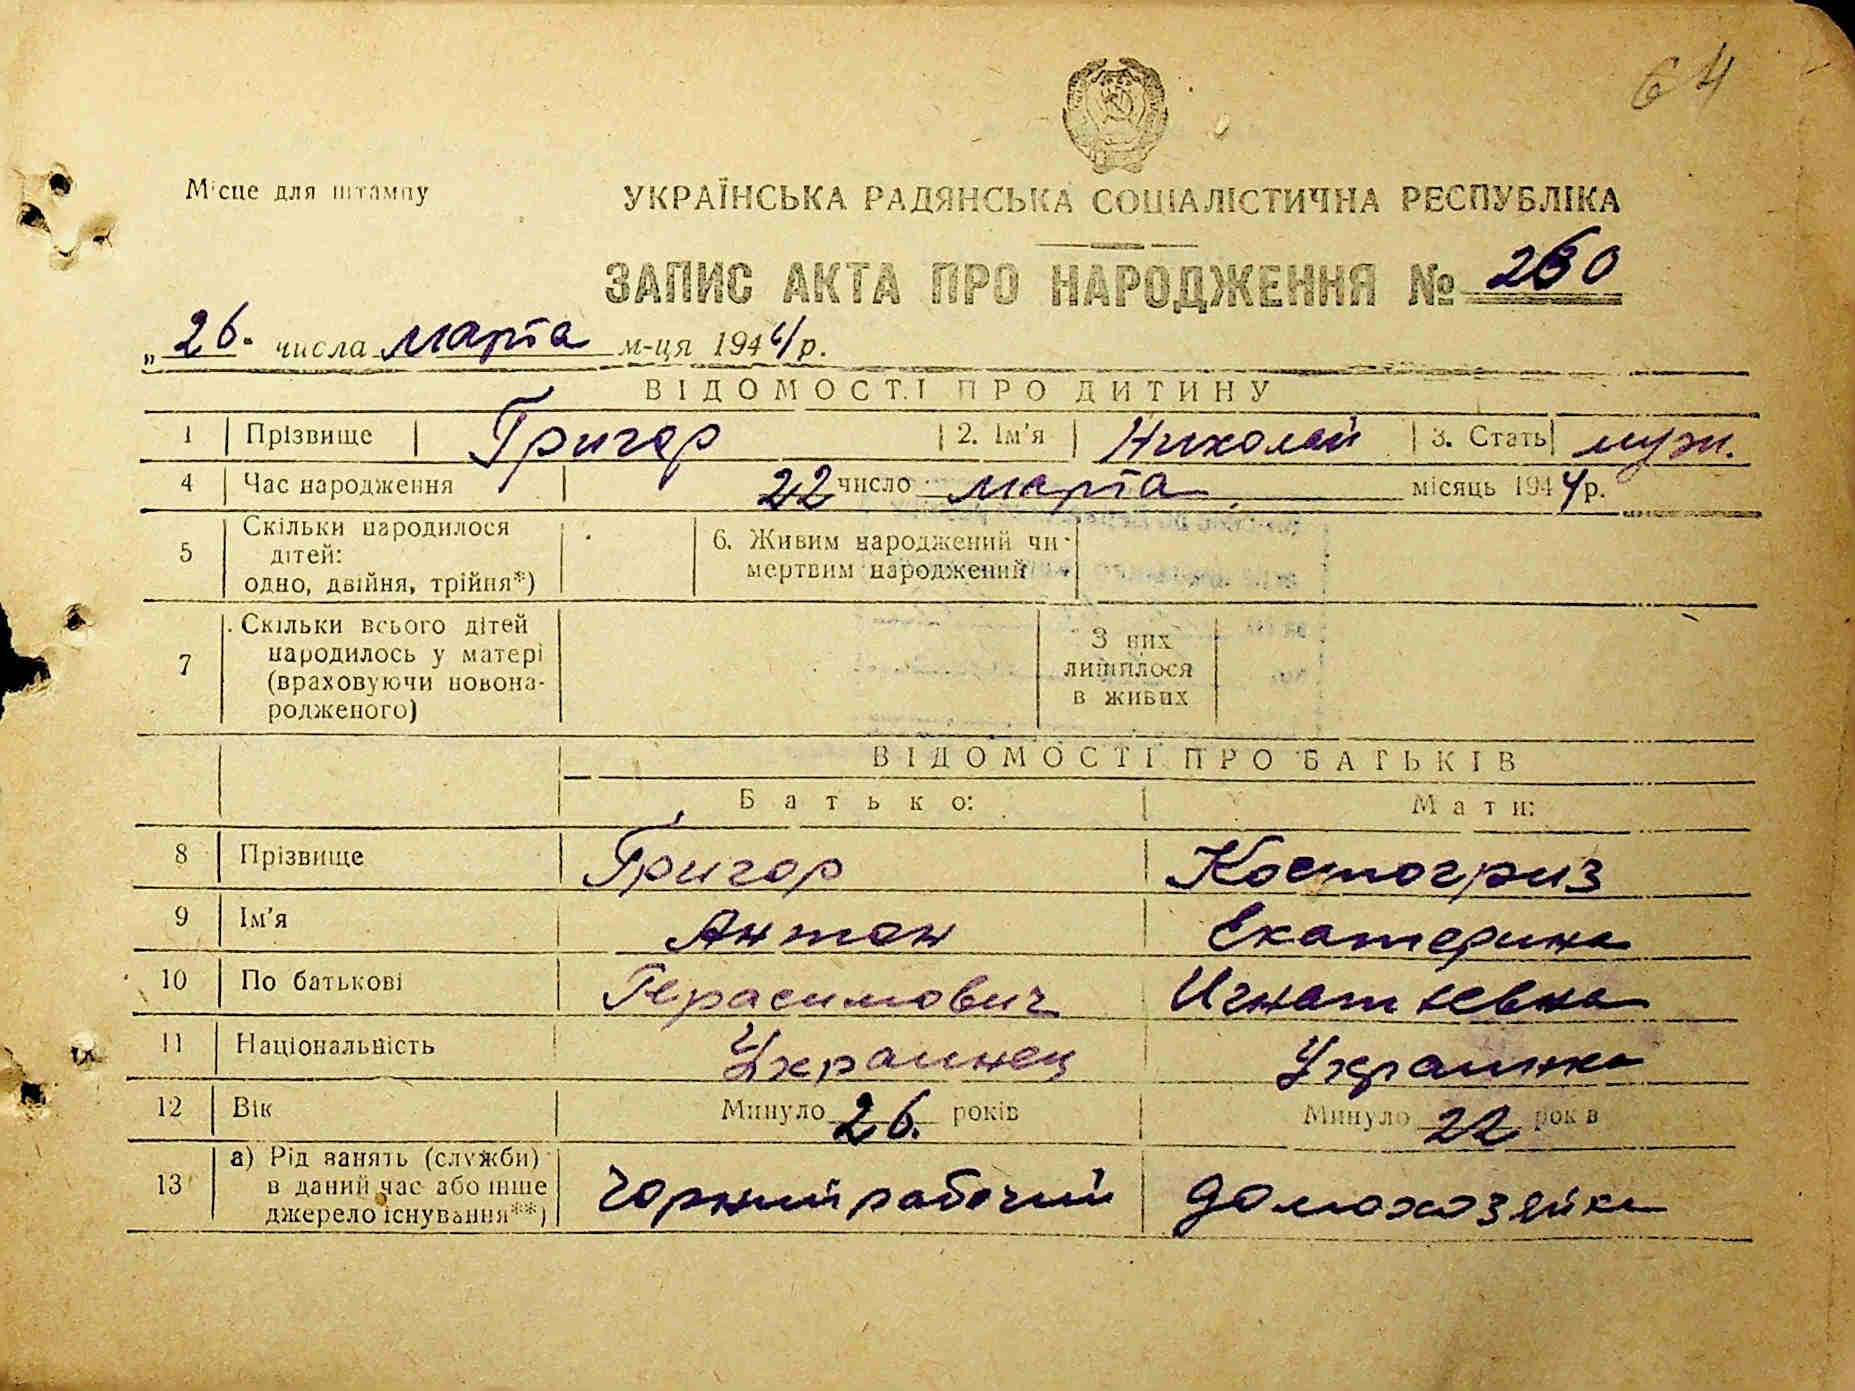 64
Місце для штампу
УКРАЇНСЬКА РАДЯНСЬКА СОЦІАЛІСТИЧНА РЕСПУБЛІКА
ЗАПИС АКТА ПРО НАРОДЖЕННЯ № 260
„ 26. числа марта м-ця 1944 р.
ВІДОМОСТІ ПРО ДИТИНУ
1 Прізвище Григор 2. Ім'я Николай 3. Стать муж.
4 Час народження 22 число марта місяць 1944 р.
5 Скільки народилося дітей: одно, двійня, трійня*) 6. Живим народжений чи мертвим народжений
7 Скільки всього дітей народилось у матері (враховуючи новонародженого) З них лишилося в живих
ВІДОМОСТІ ПРО БАТЬКІВ
Батько: Мати:
8 Прізвище Григор Костогриз
9 Ім'я Антон Екатерина
10 По батькові Герасимович Игнатьевна
11 Національність Украинец Украинка
12 Вік Минуло 26. років Минуло 22 років
13 а) Рід занять (служби) в даний час або інше джерело існування**) Чорний рабочий домохозяйка